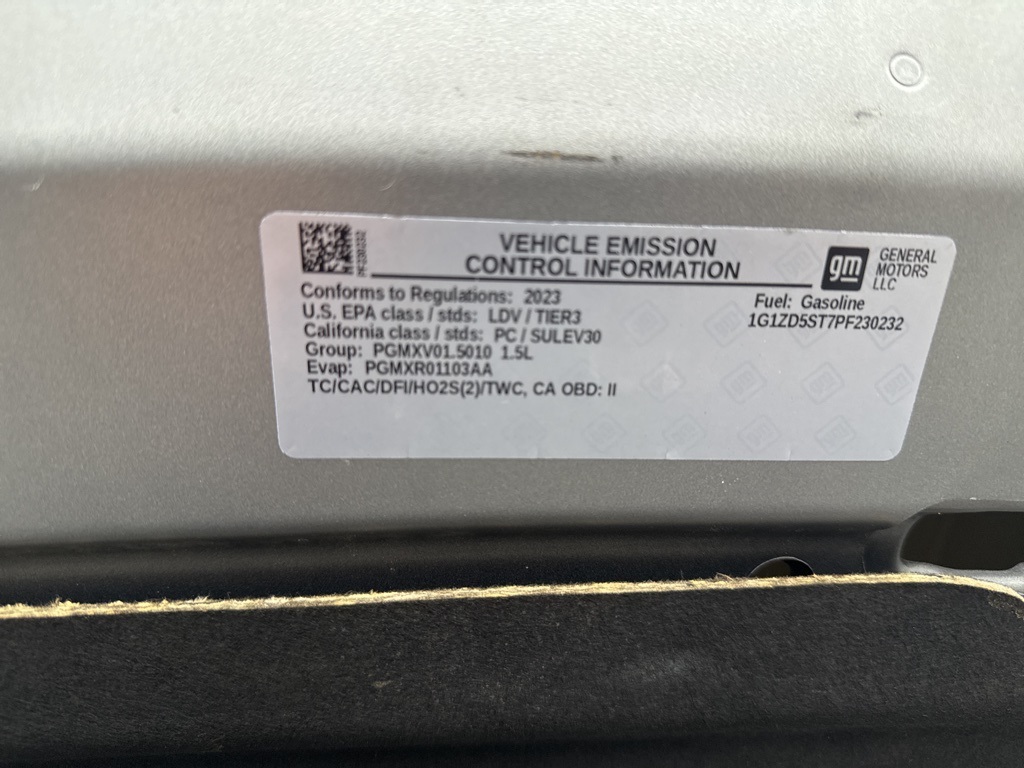 PF230232
VEHICLE EMISSION
CONTROL INFORMATION
gm
GENERAL
MOTORS
LLC
Conforms to Regulations: 2023
U.S. EPA class / stds: LDV / TIER3
California class / stds: PC / SULEV30
Group: PGMXV01.5010 1.5L
Evap: PGMXR01103AA
TC/CAC/DFI/HO2S(2)/TWC, CA OBD: II
Fuel: Gasoline
1G1ZD5ST7PF230232